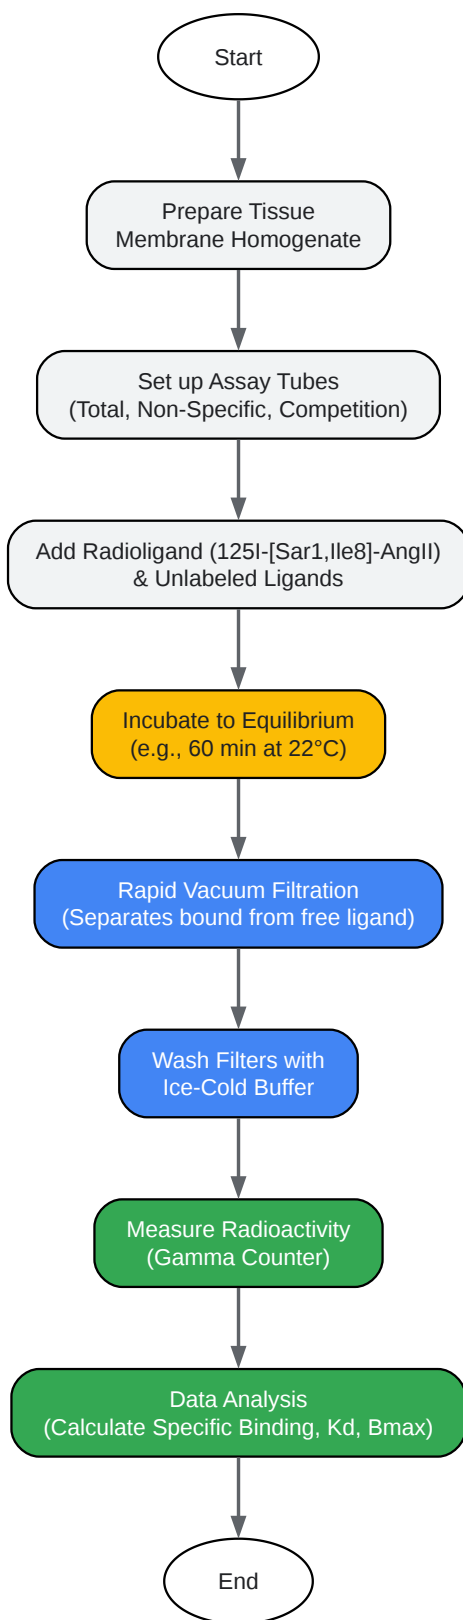 Start
Prepare Tissue
Membrane Homogenate
Set up Assay Tubes
(Total, Non-Specific, Competition)
Add Radioligand (125I-[Sar1,Ile8]-AngII)
& Unlabeled Ligands
Incubate to Equilibrium
(e.g., 60 min at 22°C)
Rapid Vacuum Filtration
(Separates bound from free ligand)
Wash Filters with
Ice-Cold Buffer
Measure Radioactivity
(Gamma Counter)
Data Analysis
(Calculate Specific Binding, Kd, Bmax)
End